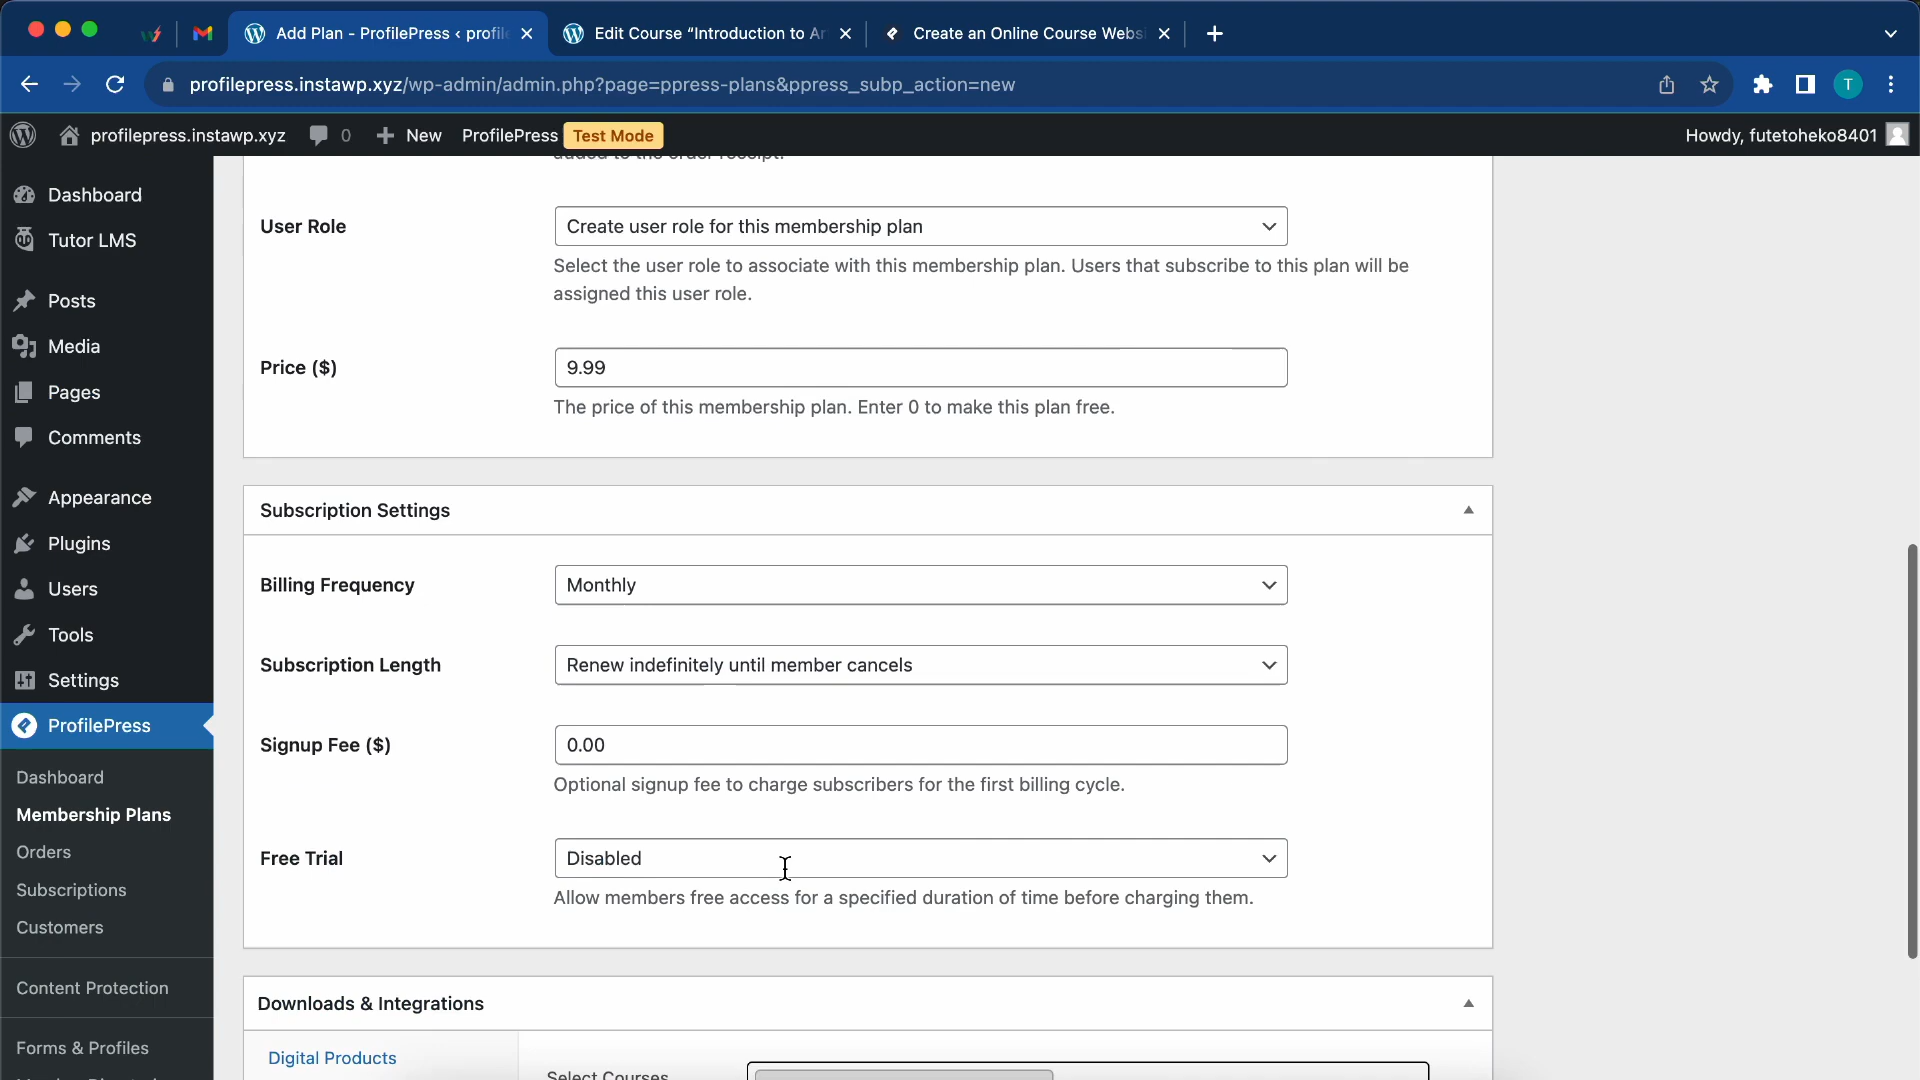 Add Plan - ProfilePress ‹ profile
Edit Course “Introduction to Ar
Create an Online Course Webs
profilepress.instawp.xyz/wp-admin/admin.php?page=ppress-plans&ppress_subp_action=new
T
profilepress.instawp.xyz
0
New
ProfilePress
Test Mode
Howdy, futetoheko8401
Dashboard
Tutor LMS
Posts
Media
Pages
Comments
Appearance
Plugins
Users
Tools
Settings
ProfilePress
Dashboard
Membership Plans
Orders
Subscriptions
Customers
Content Protection
Forms & Profiles
added to the order receipt.
User Role
Create user role for this membership plan
Select the user role to associate with this membership plan. Users that subscribe to this plan will be
assigned this user role.
Price ($)
9.99
The price of this membership plan. Enter 0 to make this plan free.
Subscription Settings
Billing Frequency
Monthly
Subscription Length
Renew indefinitely until member cancels
Signup Fee ($)
0.00
Optional signup fee to charge subscribers for the first billing cycle.
Free Trial
Disabled
Allow members free access for a specified duration of time before charging them.
Downloads & Integrations
Digital Products
Select Courses